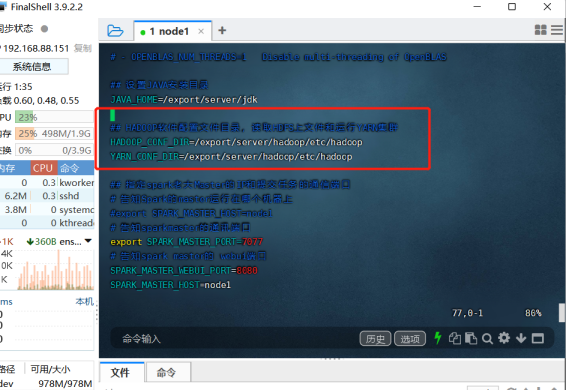 FinalShell 3.9.2.2
同步状态
192.168.88.151 复制
系统信息
运行 1:35
负载 0.60, 0.48, 0.55
CPU 23%
内存 25% 498M/1.9G
交换 0% 0/3.9G
内存 CPU 命令
0 0.3 kworker
6.2M 0.3 sshd
3.8M 0 systemd
0 0 kthread
1K 360B ens...
4K
0K
1K
ms 本机
0
0
0
路径 可用/大小
dev 978M/978M
1 node1
# - OPENBLAS_NUM_THREADS=1 Disable multi-threading of OpenBLAS
## 设置JAVA安装目录
JAVA_HOME=/export/server/jdk
## HADOOP软件配置文件目录, 读取HDFS上文件和运行YARN集群
HADOOP_CONF_DIR=/export/server/hadoop/etc/hadoop
YARN_CONF_DIR=/export/server/hadoop/etc/hadoop
## 指定spark老大Master的IP和提交任务的通信端口
# 告知Spark的master运行在哪个机器上
#export SPARK_MASTER_HOST=node1
# 告知sparkmaster的通讯端口
export SPARK_MASTER_PORT=7077
# 告知spark master的 webui端口
SPARK_MASTER_WEBUI_PORT=8080
SPARK_MASTER_HOST=node1
77,0-1 86%
命令输入
历史 选项
文件 命令